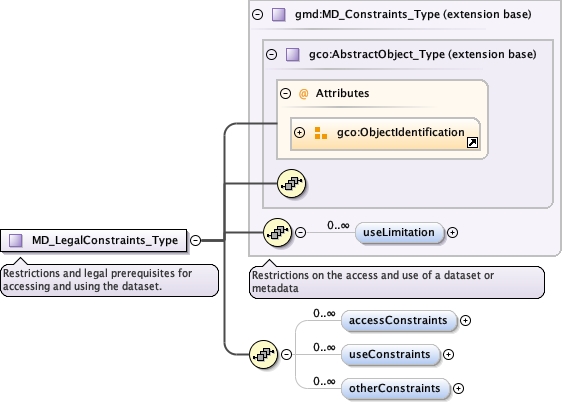 gmd:MD_Constraints_Type (extension base)
gco:AbstractObject_Type (extension base)
@ Attributes
gco:ObjectIdentification
MD_LegalConstraints_Type
0..∞
useLimitation
Restrictions and legal prerequisites for
accessing and using the dataset.
Restrictions on the access and use of a dataset or
metadata
0..∞
accessConstraints
0..∞
useConstraints
0..∞
otherConstraints